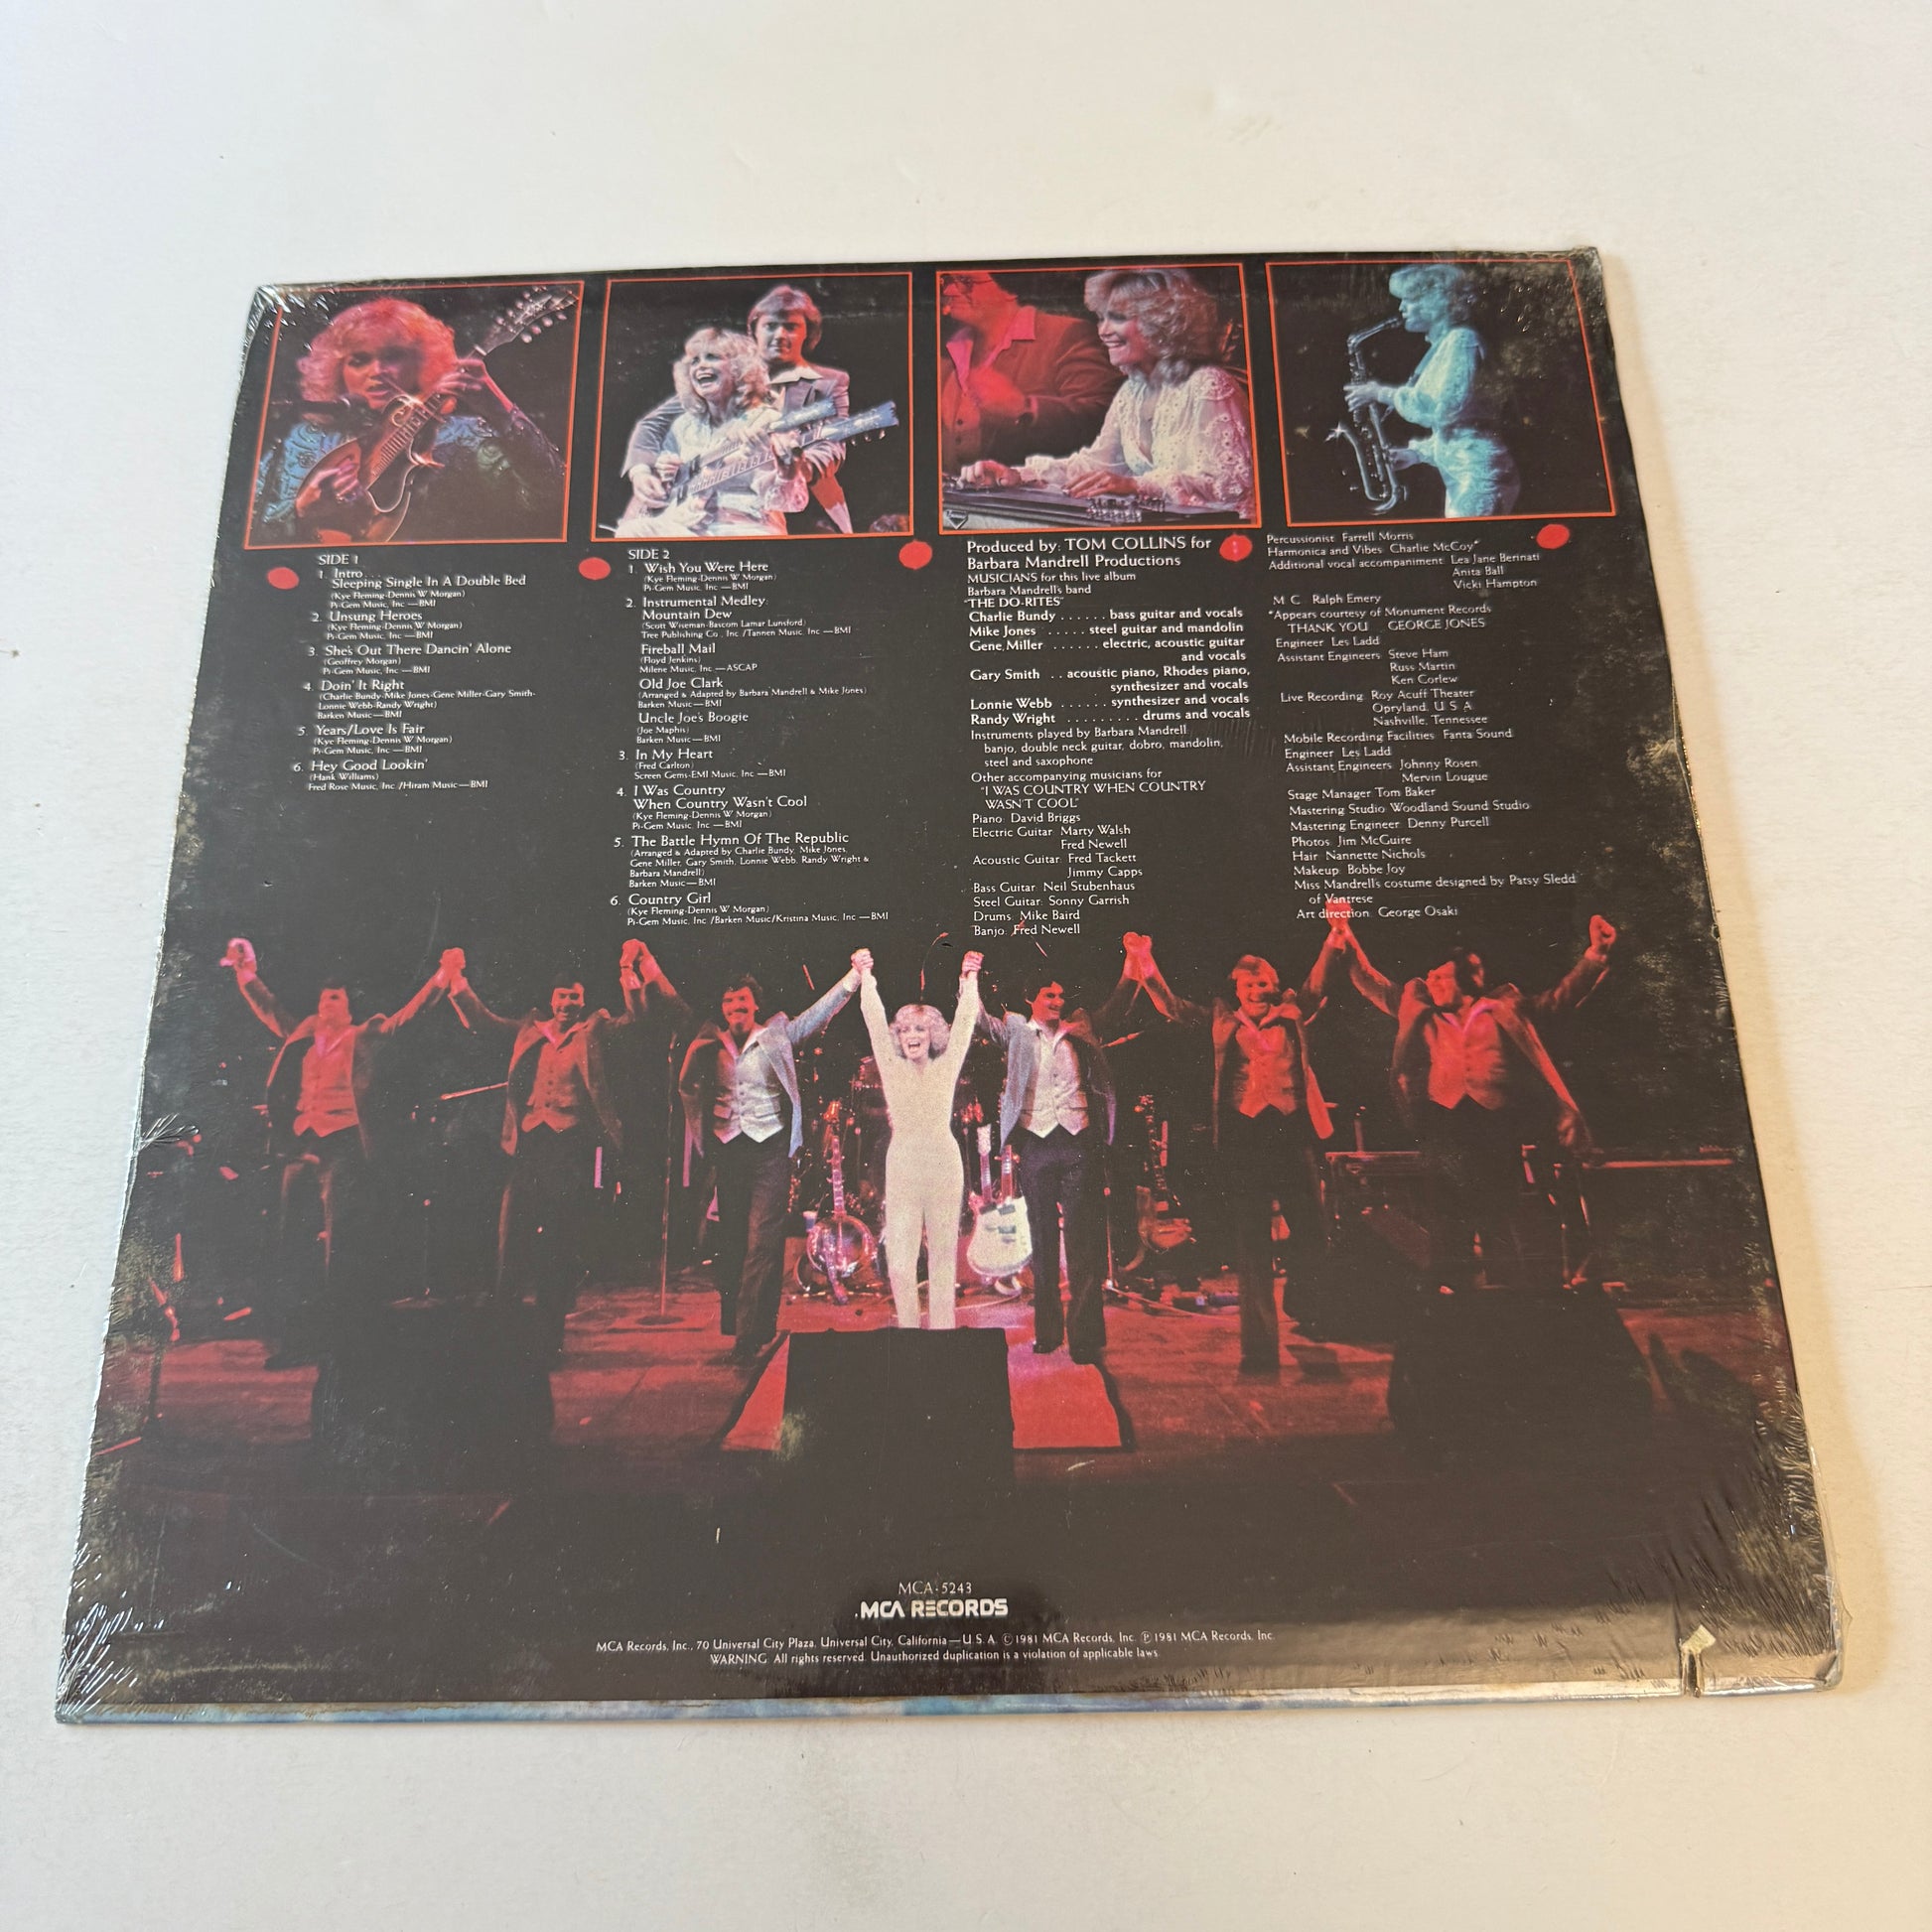 SIDE 1
1. Intro . . .
Sleeping Single In A Double Bed
(Kye Fleming-Dennis W Morgan)
Pi-Gem Music, Inc —BMI
2. Unsung Heroes
(Kye Fleming-Dennis W Morgan)
Pi-Gem Music, Inc —BMI
3. She's Out There Dancin' Alone
(Geoffrey Morgan)
Pi-Gem Music, Inc —BMI
4. Doin' It Right
(Charlie Bundy-Mike Jones-Gene Miller-Gary Smith-
Lonnie Webb-Randy Wright)
Barken Music—BMI
5. Years/Love Is Fair
(Kye Fleming-Dennis W Morgan)
Pi-Gem Music, Inc —BMI
6. Hey Good Lookin'
(Hank Williams)
Fred Rose Music, Inc /Hiram Music—BMI
SIDE 2
1. Wish You Were Here
(Kye Fleming-Dennis W Morgan)
Pi-Gem Music, Inc —BMI
2. Instrumental Medley:
Mountain Dew
(Scott Wiseman-Bascom Lamar Lunsford)
Tree Publishing Co , Inc /Tannen Music, Inc —BMI
Fireball Mail
(Floyd Jenkins)
Milene Music, Inc —ASCAP
Old Joe Clark
(Arranged & Adapted by Barbara Mandrell & Mike Jones)
Barken Music—BMI
Uncle Joe's Boogie
(Joe Maphis)
Barken Music—BMI
3. In My Heart
(Fred Carlton)
Screen Gems-EMI Music, Inc —BMI
4. I Was Country
When Country Wasn't Cool
(Kye Fleming-Dennis W Morgan)
Pi-Gem Music, Inc —BMI
5. The Battle Hymn Of The Republic
(Arranged & Adapted by Charlie Bundy, Mike Jones,
Gene Miller, Gary Smith, Lonnie Webb, Randy Wright &
Barbara Mandrell)
Barken Music—BMI
6. Country Girl
(Kye Fleming-Dennis W Morgan)
Pi-Gem Music, Inc /Barken Music/Kristina Music, Inc —BMI
Produced by: TOM COLLINS for
Barbara Mandrell Productions
MUSICIANS for this live album
Barbara Mandrell's band
"THE DO-RITES"
Charlie Bundy . . . . . . bass guitar and vocals
Mike Jones . . . . . steel guitar and mandolin
Gene Miller . . . . . . electric, acoustic guitar
and vocals
Gary Smith . . acoustic piano, Rhodes piano,
synthesizer and vocals
Lonnie Webb . . . . . . synthesizer and vocals
Randy Wright . . . . . . . . . drums and vocals
Instruments played by Barbara Mandrell
banjo, double neck guitar, dobro, mandolin,
steel and saxophone
Other accompanying musicians for
"I WAS COUNTRY WHEN COUNTRY
WASN'T COOL"
Piano: David Briggs
Electric Guitar: Marty Walsh
Fred Newell
Acoustic Guitar: Fred Tackett
Jimmy Capps
Bass Guitar: Neil Stubenhaus
Steel Guitar: Sonny Garrish
Drums: Mike Baird
Banjo: Fred Newell
Percussionist: Farrell Morris
Harmonica and Vibes: Charlie McCoy*
Additional vocal accompaniment: Lea Jane Berinati
Anita Ball
Vicki Hampton
M C Ralph Emery
*Appears courtesy of Monument Records
THANK YOU GEORGE JONES
Engineer: Les Ladd
Assistant Engineers: Steve Ham
Russ Martin
Ken Corlew
Live Recording: Roy Acuff Theater
Opryland, U S A
Nashville, Tennessee
Mobile Recording Facilities: Fanta Sound
Engineer: Les Ladd
Assistant Engineers: Johnny Rosen
Mervin Lougue
Stage Manager: Tom Baker
Mastering Studio: Woodland Sound Studio
Mastering Engineer: Denny Purcell
Photos: Jim McGuire
Hair: Nannette Nichols
Makeup: Bobbe Joy
Miss Mandrell's costume designed by Patsy Sledd
of Vantrese
Art direction: George Osaki
MCA-5243
MCA RECORDS
MCA Records, Inc., 70 Universal City Plaza, Universal City, California—U S A ©1981 MCA Records, Inc. ℗1981 MCA Records, Inc.
WARNING: All rights reserved. Unauthorized duplication is a violation of applicable laws.